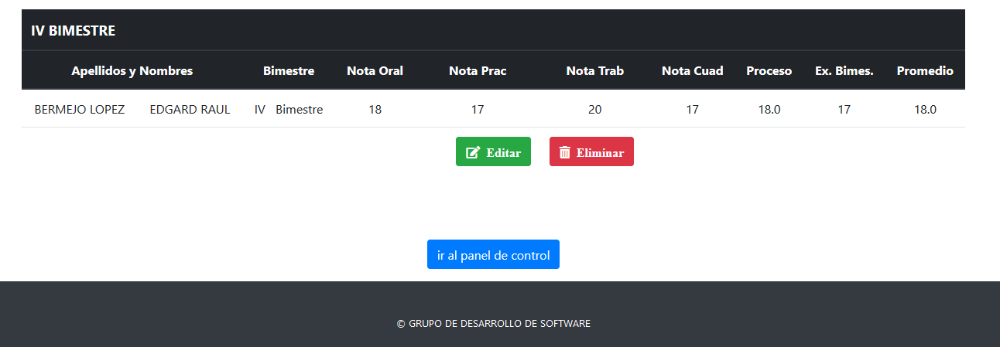 IV BIMESTRE
Apellidos y Nombres Bimestre Nota Oral Nota Prac Nota Trab Nota Cuad Proceso Ex. Bimes. Promedio
BERMEJO LOPEZ EDGARD RAUL IV Bimestre 18 17 20 17 18.0 17 18.0
Editar Eliminar
ir al panel de control
© GRUPO DE DESARROLLO DE SOFTWARE